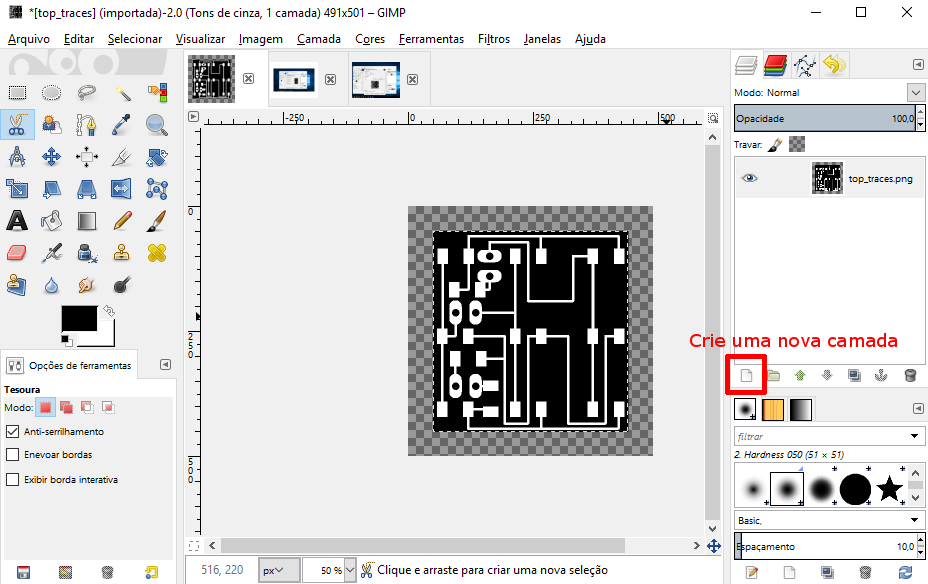 *[top_traces] (importada)-2.0 (Tons de cinza, 1 camada) 491x501 – GIMP
Arquivo Editar Selecionar Visualizar Imagem Camada Cores Ferramentas Filtros Janelas Ajuda
Modo: Normal
Opacidade 100,0
Travar:
top_traces.png
-250 0 250 500
0
250
500
Crie uma nova camada
Opções de ferramentas
Tesoura
Modo:
Anti-serrilhamento
Enevoar bordas
Exibir borda interativa
filtrar
2. Hardness 050 (51 × 51)
Basic,
Espaçamento 10,0
516, 220 px 50 % Clique e arraste para criar uma nova seleção